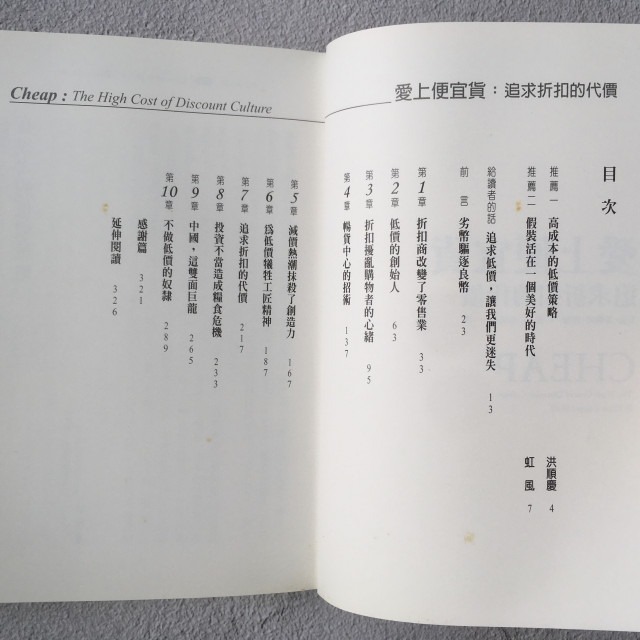 愛上便宜貨：追求折扣的代價
目次
推薦一 高成本的低價策略 洪順慶 4
推薦二 假裝活在一個美好的時代 虹風 7
給讀者的話 追求低價，讓我們更迷失 13
前言 劣幣驅逐良幣 23
第1章 折扣商改變了零售業 33
第2章 低價的創始人 63
第3章 折扣擾亂購物者的心緒 95
第4章 暢貨中心的招術 137
Cheap : The High Cost of Discount Culture
第5章 減價熱潮抹殺了創造力 167
第6章 為低價犧牲工匠精神 187
第7章 追求折扣的代價 217
第8章 投資不當造成糧食危機 233
第9章 中國，這雙面巨龍 265
第10章 不做低價的奴隸 289
感謝篇 321
延伸閱讀 326